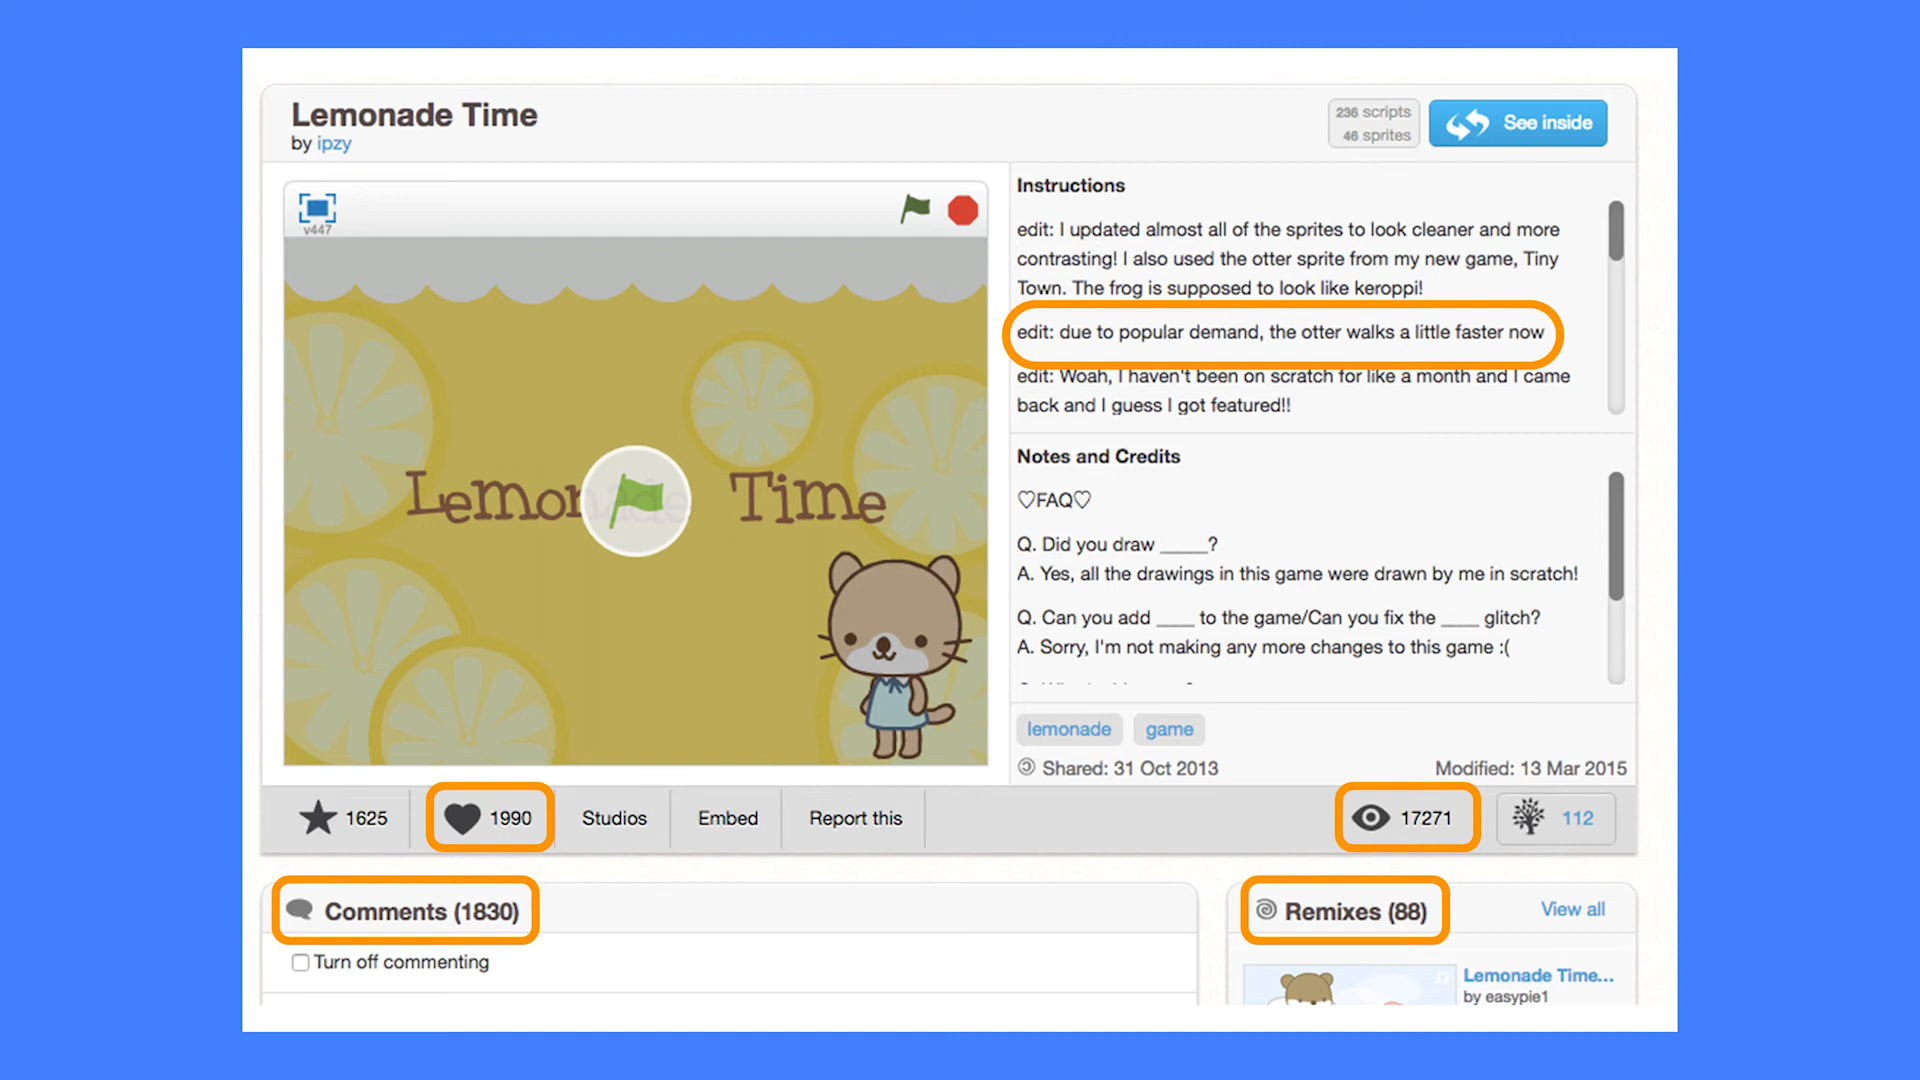 Lemonade Time
by ipzy
236 scripts
46 sprites
See inside
v447
Lemonade Time
Instructions
edit: I updated almost all of the sprites to look cleaner and more
contrasting! I also used the otter sprite from my new game, Tiny
Town. The frog is supposed to look like keroppi!
edit: due to popular demand, the otter walks a little faster now
edit: Woah, I haven't been on scratch for like a month and I came
back and I guess I got featured!!
Notes and Credits
♡FAQ♡
Q. Did you draw _____?
A. Yes, all the drawings in this game were drawn by me in scratch!
Q. Can you add ____ to the game/Can you fix the ____ glitch?
A. Sorry, I'm not making any more changes to this game :(
lemonade game
Shared: 31 Oct 2013 Modified: 13 Mar 2015
1625 1990 Studios Embed Report this 17271 112
Comments (1830)
Turn off commenting
Remixes (88) View all
Lemonade Time...
by easypie1